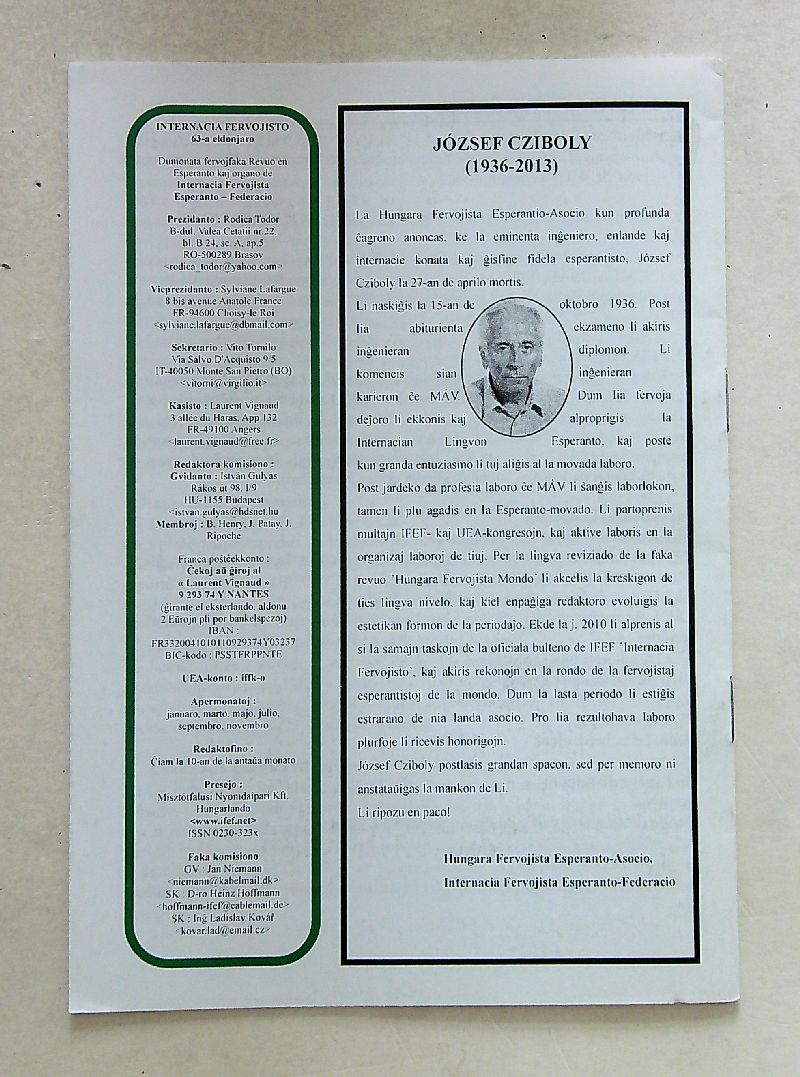 INTERNACIA FERVOJISTO
63-a eldonjaro
Dumonata fervojfaka Revuo en
Esperanto kaj organo de
Internacia Fervojista
Esperanto – Federacio
Prezidanto : Rodica Todor
B-dul. Valea Cetatii nr.22,
bl. B 24, sc. A, ap.5
RO-500289 Brasov
<rodica_todor@yahoo.com>
Vicprezidanto : Sylviane Lafargue
8 bis avenue Anatole France
FR-94600 Choisy-le Roi
<sylviane.lafargue@dbmail.com>
Sekretario : Vito Tornilo
Via Salvo D'Acquisto 9/5
IT-40050 Monte San Pietro (BO)
<vitomi@virgilio.it>
Kasisto : Laurent Vignaud
3 allée du Haras, App 132
FR-49100 Angers
<laurent.vignaud@free.fr>
Redaktora komisiono :
Gvidanto : István Gulyás
Rákos út 98, I/9
HU-1155 Budapest
<istvan.gulyas@hdsnet.hu
Membroj : B. Henry, J. Patay, J.
Ripoche
Franca poŝtĉekkonto :
Ĉekoj aŭ ĝiroj al
« Laurent Vignaud »
9 293 74 Y NANTES
(ĝirante el eksterlando, aldonu
2 Eŭrojn pli por bankelspezoj)
IBAN :
FR3320041010110929374Y03237
BIC-kodo : PSSTFRPPNTE
UEA-konto : iffk-o
Apermonatoj :
januaro, marto, majo, julio,
septembro, novembro
Redaktofino :
Ĉiam la 10-an de la antaŭa monato
Presejo :
Misztótfalusi Nyomdaipari Kft.
Hungarlando
<www.ifef.net>
ISSN 0230-323x
Faka komisiono
GV : Jan Niemann
<niemann@kabelmail.dk>
SK : D-ro Heinz Hoffmann
<hoffmann-ifef@cablemail.de>
SK : Inĝ Ladislav Kovář
<kovar.lad@email.cz>
JÓZSEF CZIBOLY
(1936-2013)
La Hungara Fervojista Esperantio-Asocio kun profunda
ĉagreno anoncas, ke la eminenta inĝeniero, enlande kaj
internacie konata kaj ĝisfine fidela esperantisto, József
Cziboly la 27-an de aprilo mortis.
Li naskiĝis la 15-an de oktobro 1936. Post
lia abiturienta ekzameno li akiris
inĝenieran diplomon. Li
komencis sian inĝenieran
karieron ĉe MÁV. Dum lia fervoja
deĵoro li ekkonis kaj alproprigis la
Internacian Lingvon Esperanto, kaj poste
kun granda entuziasmo li tuj aliĝis al la movada laboro.
Post jardeko da profesia laboro ĉe MÁV li ŝanĝis laborlokon,
tamen li plu agadis en la Esperanto-movado. Li partoprenis
multajn IFEF- kaj UEA-kongresojn, kaj aktive laboris en la
organizaj laboroj de tiuj. Per la lingva reviziado de la faka
revuo 'Hungara Fervojista Mondo' li akcelis la kreskigon de
ties lingva nivelo, kaj kiel enpaĝiga redaktoro evoluigis la
estetikan formon de la periodaĵo. Ekde la j. 2010 li alprenis al
si la samajn taskojn de la oficiala bulteno de IFEF 'Internacia
Fervojisto', kaj akiris rekonojn en la rondo de la fervojistaj
esperantistoj de la mondo. Dum la lasta periodo li estiĝis
estrarano de nia landa asocio. Pro lia rezultohava laboro
plurfoje li ricevis honorigojn.
József Cziboly postlasis grandan spacon, sed per memoro ni
anstataŭigas la mankon de Li.
Li ripozu en paco!
Hungara Fervojista Esperanto-Asocio,
Internacia Fervojista Esperanto-Federacio